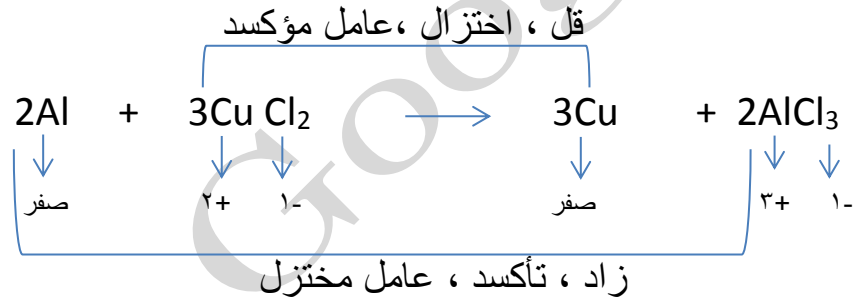 قل ، اختزال ،عامل مؤكسد
2Al + 3Cu Cl₂ → 3Cu + 2AlCl₃
صفر ٢+ ١- صفر ٣+ ١-
زاد ، تأكسد ، عامل مختزل